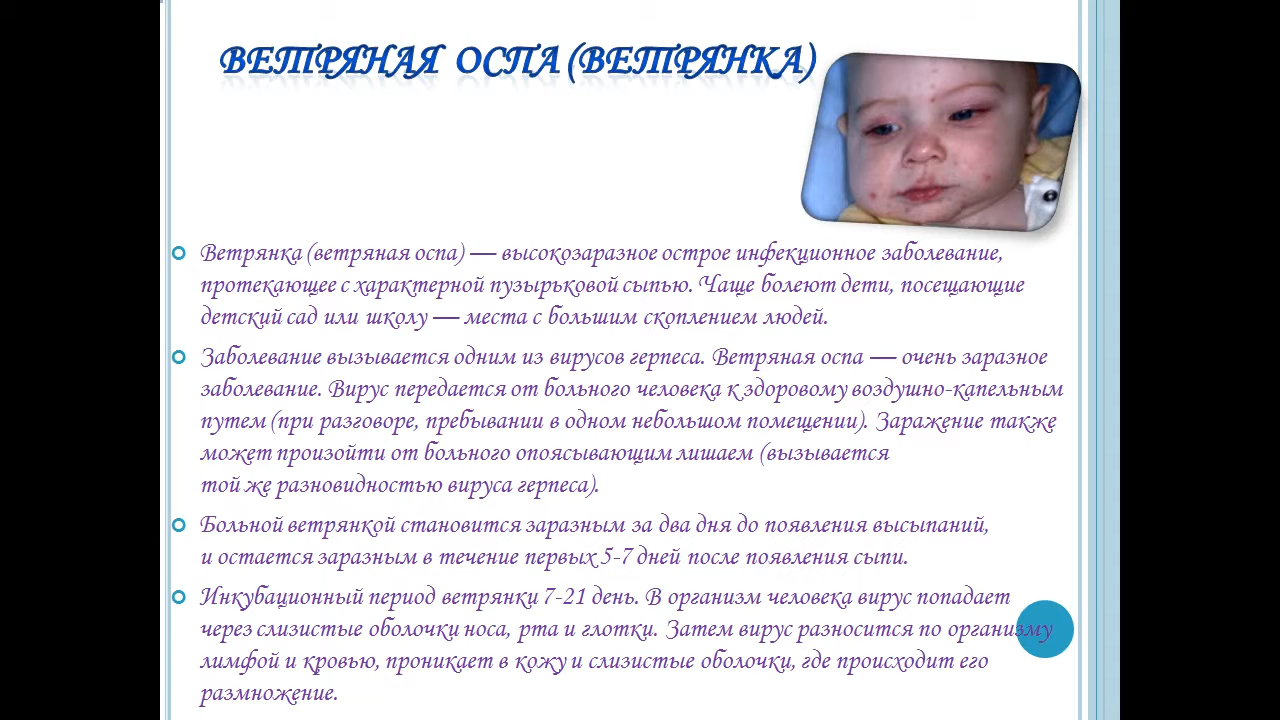 ВЕТРЯНАЯ ОСПА (ВЕТРЯНКА)
Ветрянка (ветряная оспа) — высокозаразное острое инфекционное заболевание,
протекающее с характерной пузырьковой сыпью. Чаще болеют дети, посещающие
детский сад или школу — места с большим скоплением людей.
Заболевание вызывается одним из вирусов герпеса. Ветряная оспа — очень заразное
заболевание. Вирус передается от больного человека к здоровому воздушно-капельным
путем (при разговоре, пребывании в одном небольшом помещении). Заражение также
может произойти от больного опоясывающим лишаем (вызывается
той же разновидностью вируса герпеса).
Больной ветрянкой становится заразным за два дня до появления высыпаний,
и остается заразным в течение первых 5-7 дней после появления сыпи.
Инкубационный период ветрянки 7-21 день. В организм человека вирус попадает
через слизистые оболочки носа, рта и глотки. Затем вирус разносится по организму
лимфой и кровью, проникает в кожу и слизистые оболочки, где происходит его
размножение.